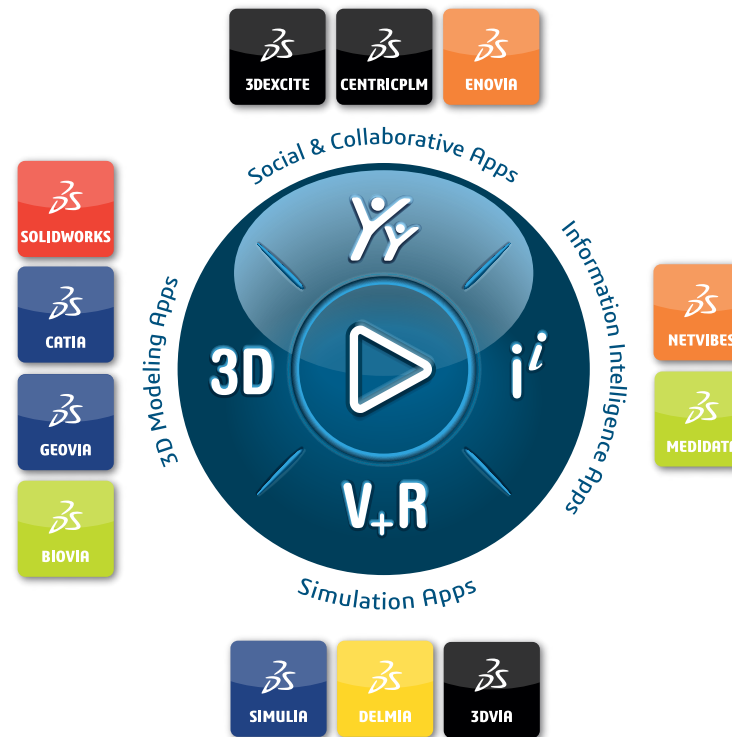 3DEXCITE
CENTRICPLM
ENOVIA
Social & Collaborative Apps
SOLIDWORKS
CATIA
GEOVIA
BIOVIA
3D Modeling Apps
3D
i i
V+R
Information Intelligence Apps
NETVIBES
MEDIDATA
Simulation Apps
SIMULIA
DELMIA
3DVIA